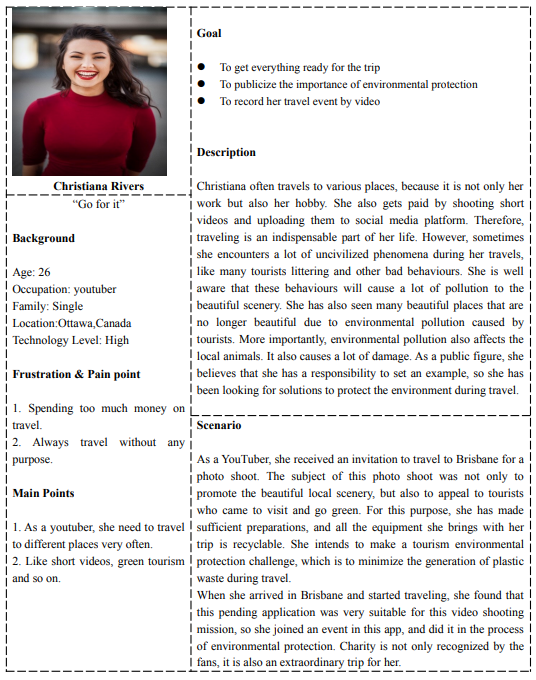 Christiana Rivers
“Go for it”
Background
Age: 26
Occupation: youtuber
Family: Single
Location:Ottawa,Canada
Technology Level: High
Frustration & Pain point
1. Spending too much money on
travel.
2. Always travel without any
purpose.
Main Points
1. As a youtuber, she need to travel
to different places very often.
2. Like short videos, green tourism
and so on.
Goal
● To get everything ready for the trip
● To publicize the importance of environmental protection
● To record her travel event by video
Description
Christiana often travels to various places, because it is not only her
work but also her hobby. She also gets paid by shooting short
videos and uploading them to social media platform. Therefore,
traveling is an indispensable part of her life. However, sometimes
she encounters a lot of uncivilized phenomena during her travels,
like many tourists littering and other bad behaviours. She is well
aware that these behaviours will cause a lot of pollution to the
beautiful scenery. She has also seen many beautiful places that are
no longer beautiful due to environmental pollution caused by
tourists. More importantly, environmental pollution also affects the
local animals. It also causes a lot of damage. As a public figure, she
believes that she has a responsibility to set an example, so she has
been looking for solutions to protect the environment during travel.
Scenario
As a YouTuber, she received an invitation to travel to Brisbane for a
photo shoot. The subject of this photo shoot was not only to
promote the beautiful local scenery, but also to appeal to tourists
who came to visit and go green. For this purpose, she has made
sufficient preparations, and all the equipment she brings with her
trip is recyclable. She intends to make a tourism environmental
protection challenge, which is to minimize the generation of plastic
waste during travel.
When she arrived in Brisbane and started traveling, she found that
this pending application was very suitable for this video shooting
mission, so she joined an event in this app, and did it in the process
of environmental protection. Charity is not only recognized by the
fans, it is also an extraordinary trip for her.